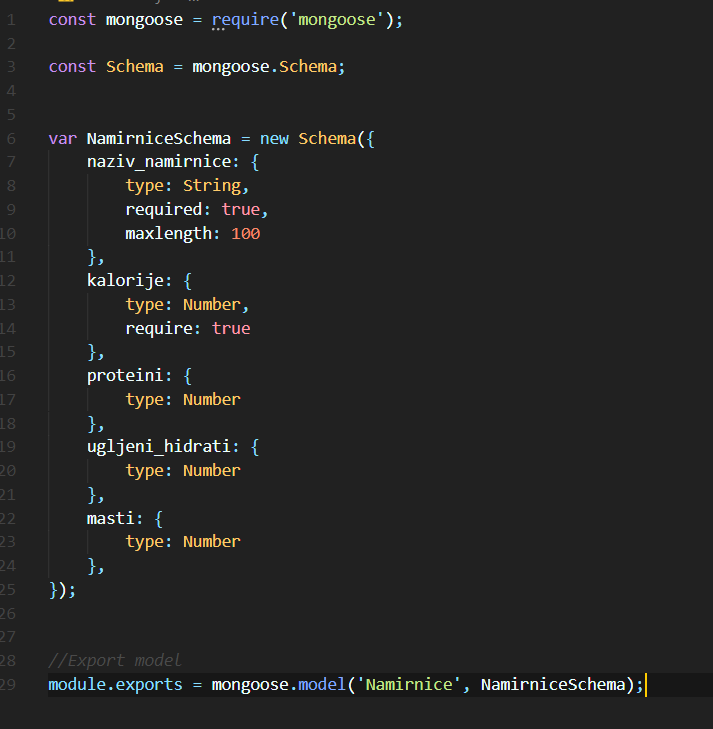 1 const mongoose = require('mongoose');
2
3 const Schema = mongoose.Schema;
4
5
6 var NamirniceSchema = new Schema({
7 naziv_namirnice: {
8 type: String,
9 required: true,
10 maxlength: 100
11 },
12 kalorije: {
13 type: Number,
14 require: true
15 },
16 proteini: {
17 type: Number
18 },
19 ugljeni_hidrati: {
20 type: Number
21 },
22 masti: {
23 type: Number
24 },
25 });
26
27
28 //Export model
29 module.exports = mongoose.model('Namirnice', NamirniceSchema);